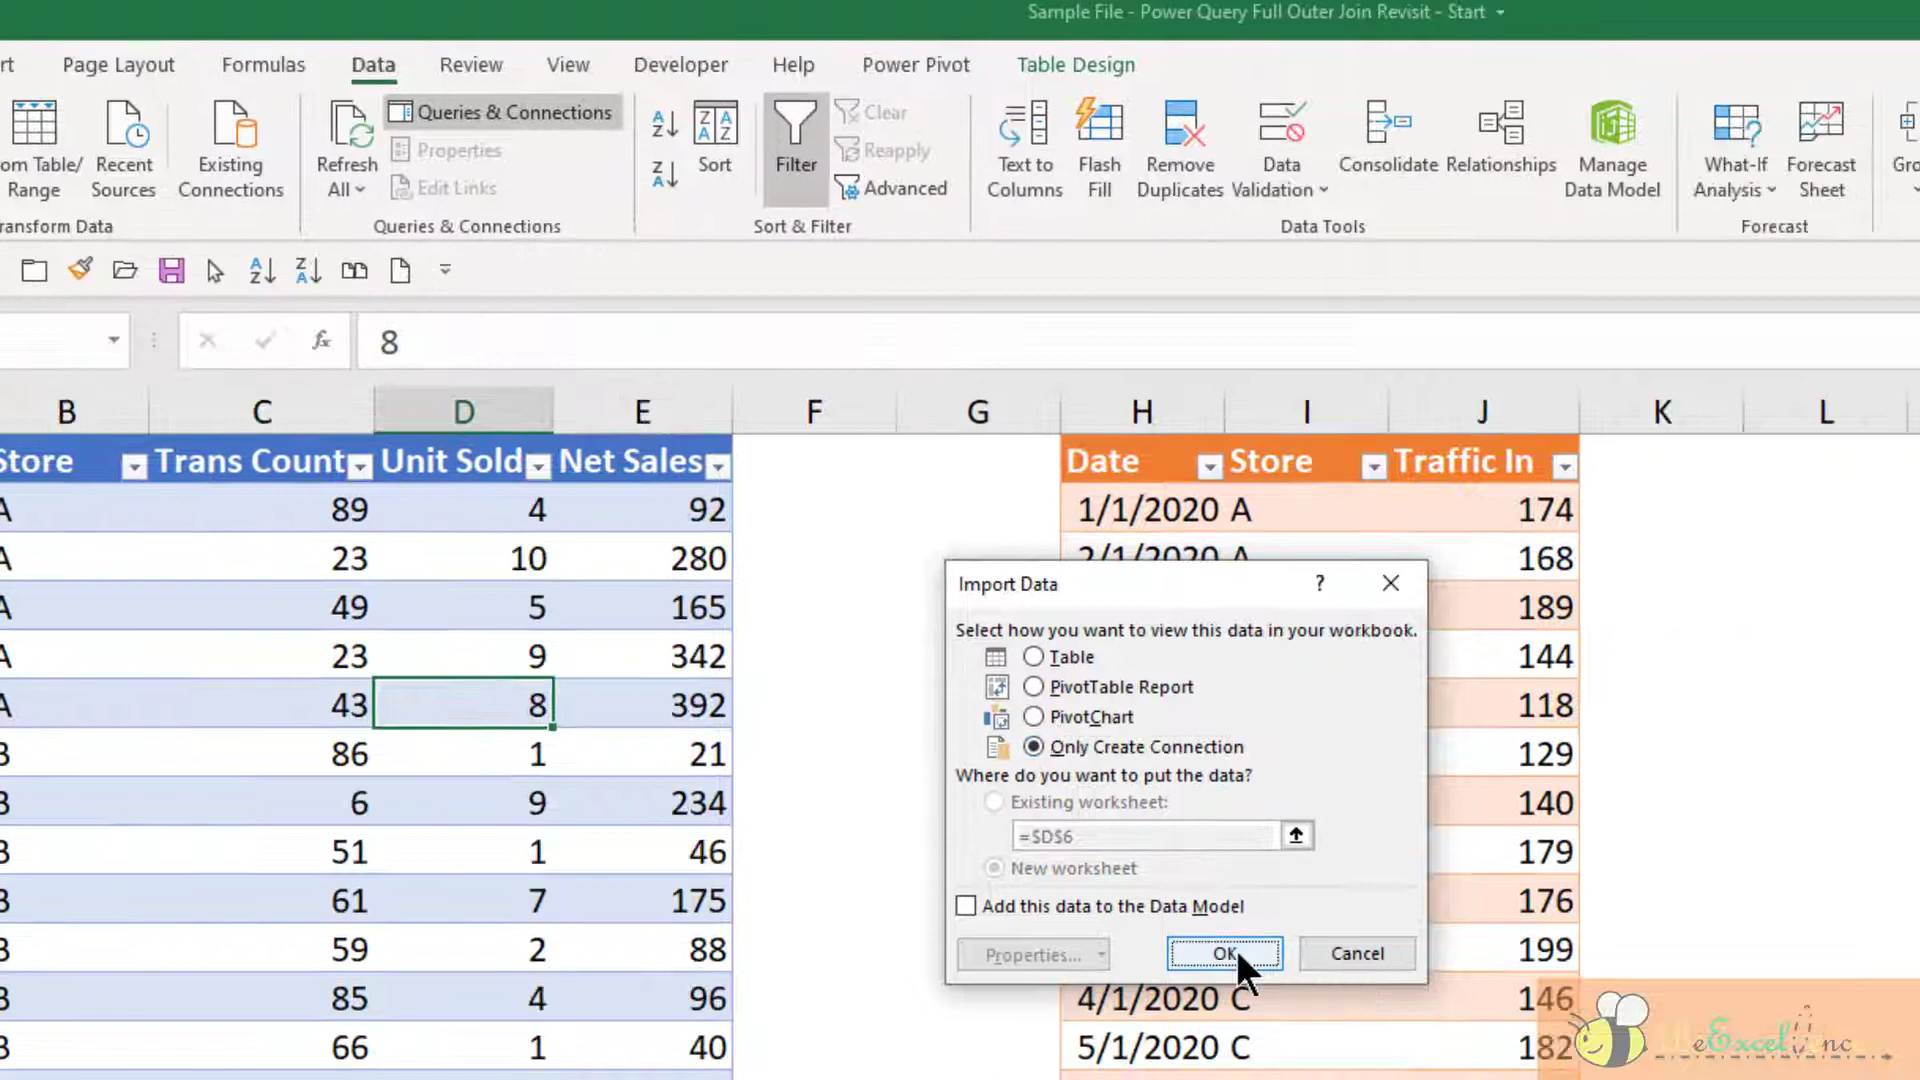 Sample File - Power Query Full Outer Join Revisit - Start
rt Page Layout Formulas Data Review View Developer Help Power Pivot Table Design
om Table/ Range
Recent Sources
Existing Connections
Refresh All
Queries & Connections
Properties
Edit Links
Sort
Filter
Clear
Reapply
Advanced
Text to Columns
Flash Fill
Remove Duplicates
Data Validation
Consolidate
Relationships
Manage Data Model
What-If Analysis
Forecast Sheet
Gro
ransform Data
Queries & Connections
Sort & Filter
Data Tools
Forecast
fx 8
B C D E F G H I J K L
Store Trans Count Unit Sold Net Sales Date Store Traffic In
A 89 4 92 1/1/2020 A 174
A 23 10 280 2/1/2020 A 168
A 49 5 165 189
A 23 9 342 144
A 43 8 392 118
B 86 1 21 129
B 6 9 234 140
B 51 1 46 179
B 61 7 175 176
B 59 2 88 199
B 85 4 96 4/1/2020 C 146
B 66 1 40 5/1/2020 C 182
Import Data ?
Select how you want to view this data in your workbook.
Table
PivotTable Report
PivotChart
Only Create Connection
Where do you want to put the data?
Existing worksheet:
=$D$6
New worksheet
Add this data to the Data Model
Properties...
OK
Cancel